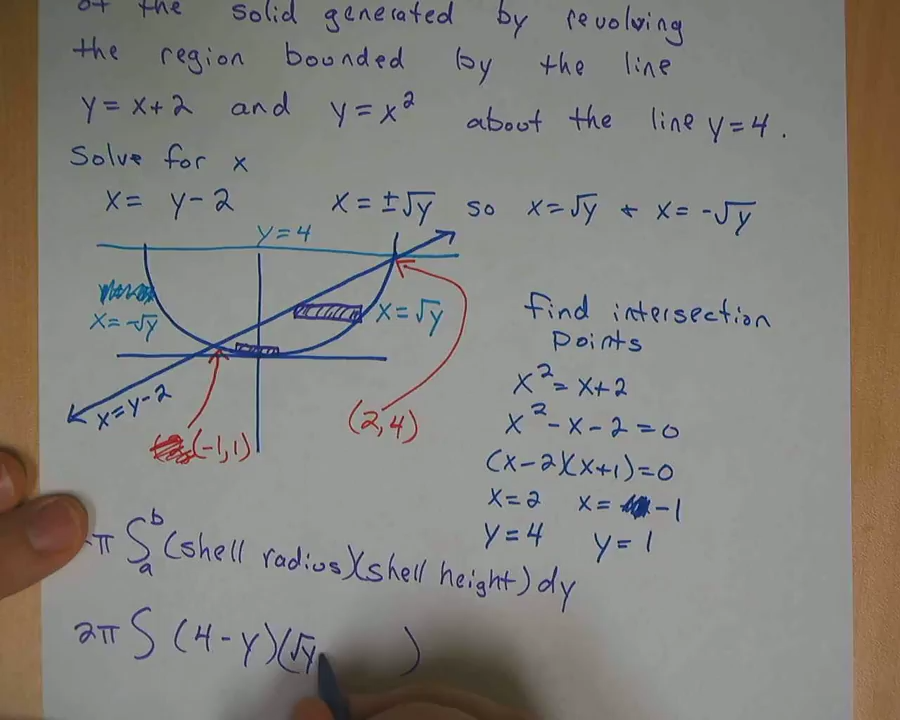 of the solid generated by revolving
the region bounded by the line
y = x+2 and y = x² about the line y=4.
Solve for x
x = y-2 x = ±√y so x=√y + x=-√y
y=4
x=-√y
x=√y
x=y-2
(-1,1)
(2,4)
find intersection
points
x² = x+2
x² - x - 2 = 0
(x-2)(x+1)=0
x=2 x= -1
y=4 y=1
π ∫ₐᵇ (shell radius)(shell height) dy
2π ∫ (4-y)(√y )